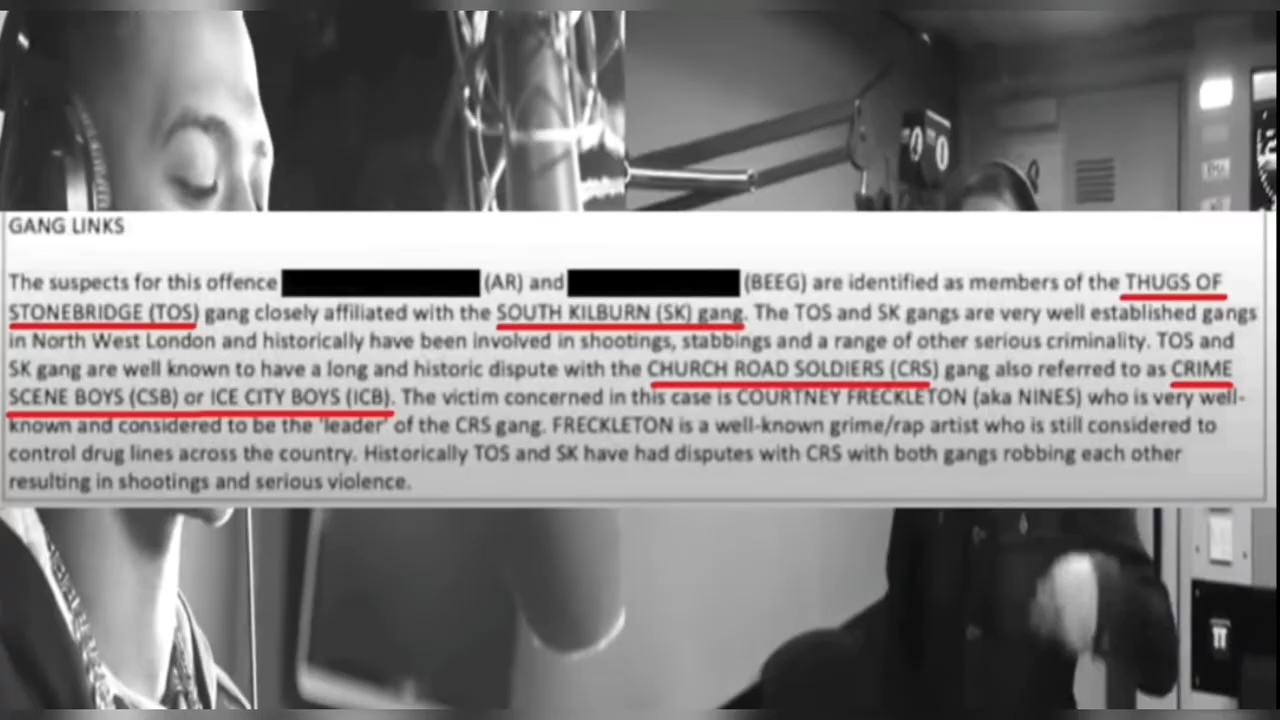 GANG LINKS
The suspects for this offence (AR) and (BEEG) are identified as members of the THUGS OF
STONEBRIDGE (TOS) gang closely affiliated with the SOUTH KILBURN (SK) gang. The TOS and SK gangs are very well established gangs
in North West London and historically have been involved in shootings, stabbings and a range of other serious criminality. TOS and
SK gang are well known to have a long and historic dispute with the CHURCH ROAD SOLDIERS (CRS) gang also referred to as CRIME
SCENE BOYS (CSB) or ICE CITY BOYS (ICB). The victim concerned in this case is COURTNEY FRECKLETON (aka NINES) who is very well-
known and considered to be the 'leader' of the CRS gang. FRECKLETON is a well-known grime/rap artist who is still considered to
control drug lines across the country. Historically TOS and SK have had disputes with CRS with both gangs robbing each other
resulting in shootings and serious violence.